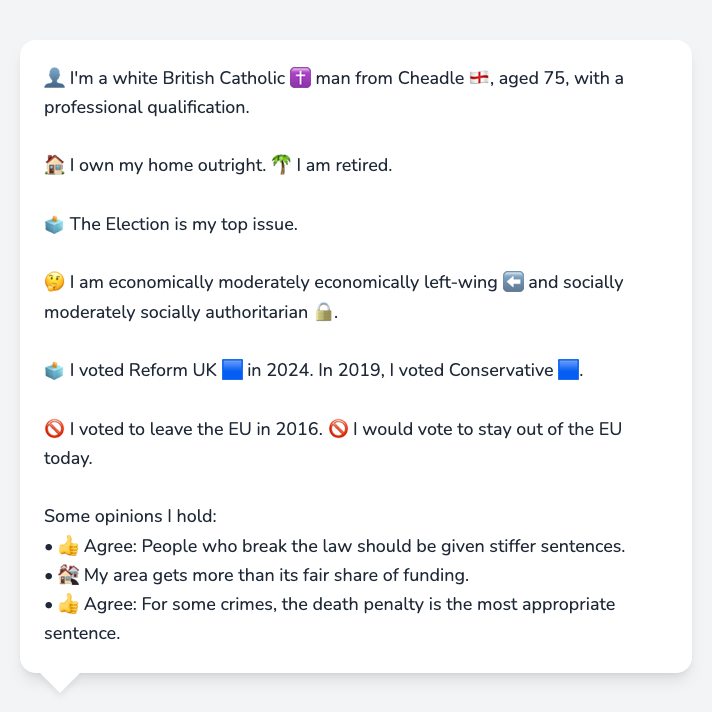 👤 I'm a white British Catholic ✝️ man from Cheadle 🏴󠁧󠁢󠁥󠁮󠁧󠁿, aged 75, with a
professional qualification.
🏠 I own my home outright. 🌴 I am retired.
🗳️ The Election is my top issue.
🤔 I am economically moderately economically left-wing ⬅️ and socially
moderately socially authoritarian 🔒.
🗳️ I voted Reform UK 🟦 in 2024. In 2019, I voted Conservative 🟦.
🚫 I voted to leave the EU in 2016. 🚫 I would vote to stay out of the EU
today.
Some opinions I hold:
• 👍 Agree: People who break the law should be given stiffer sentences.
• 🏘️ My area gets more than its fair share of funding.
• 👍 Agree: For some crimes, the death penalty is the most appropriate
sentence.